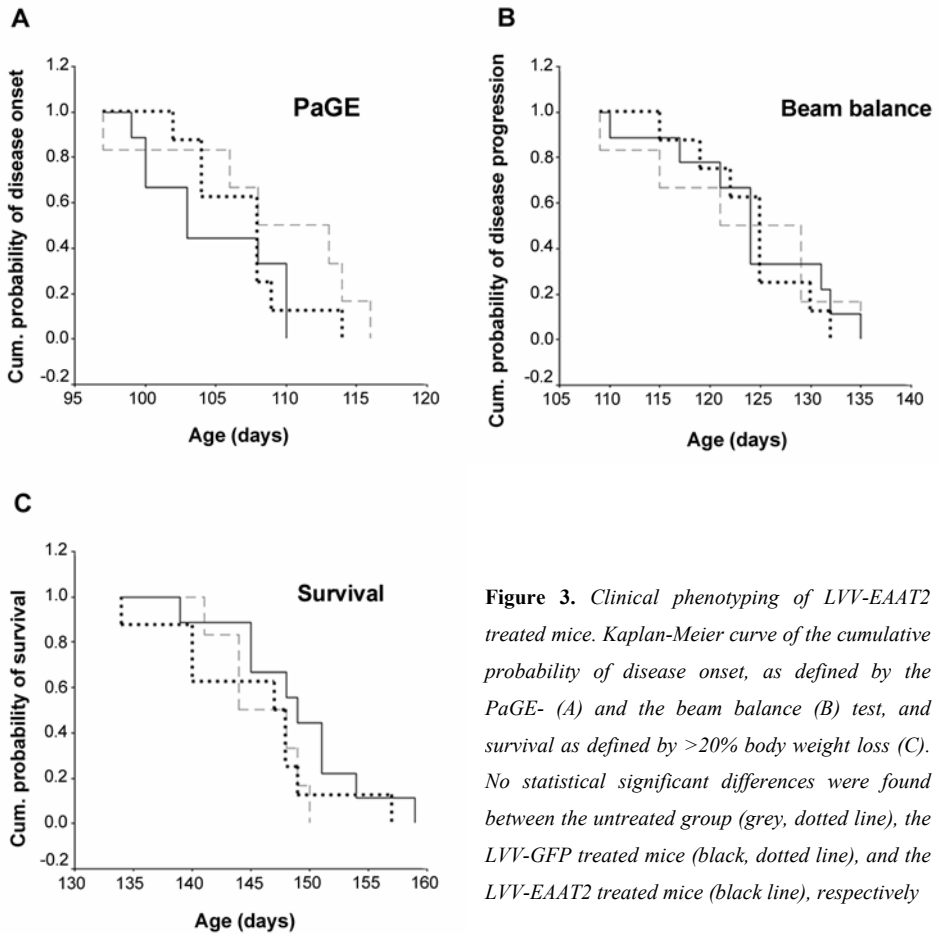 A
PaGE
Cum. probability of disease onset
1.2
1.0
0.8
0.6
0.4
0.2
0.0
-0.2
95 100 105 110 115 120
Age (days)
B
Beam balance
Cum. probability of disease progression
1.2
1.0
0.8
0.6
0.4
0.2
0.0
-0.2
105 110 115 120 125 130 135 140
Age (days)
C
Survival
Cum. probability of survival
1.2
1.0
0.8
0.6
0.4
0.2
0.0
-0.2
130 135 140 145 150 155 160
Age (days)
Figure 3. Clinical phenotyping of LVV-EAAT2
treated mice. Kaplan-Meier curve of the cumulative
probability of disease onset, as defined by the
PaGE- (A) and the beam balance (B) test, and
survival as defined by >20% body weight loss (C).
No statistical significant differences were found
between the untreated group (grey, dotted line), the
LVV-GFP treated mice (black, dotted line), and the
LVV-EAAT2 treated mice (black line), respectively